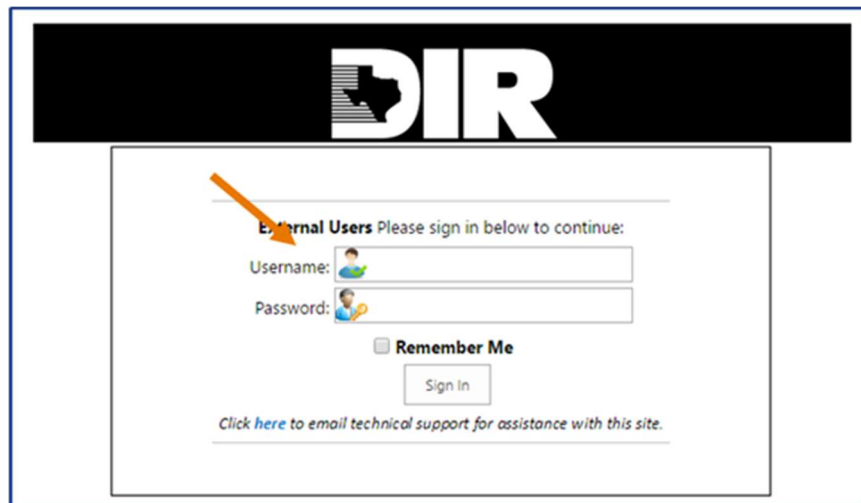 DIR
External Users Please sign in below to continue:
Username:
Password:
Remember Me
Sign In
Click here to email technical support for assistance with this site.